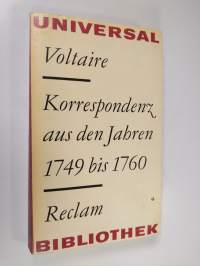 UNIVERSAL
Voltaire
Korrespondenz
aus den Jahren
1749 bis 1760
Reclam
BIBLIOTHEK